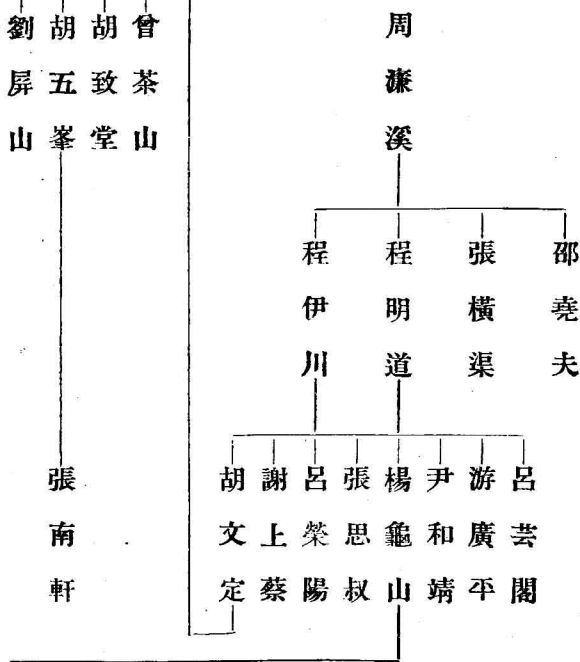 周濂溪
邵堯夫
張橫渠
程明道
程伊川
呂芸閣
游廣平
尹和靖
楊龜山
張思叔
呂榮陽
謝上蔡
胡文定
曾茶山
胡致堂
胡五峯
劉屏山
張南軒